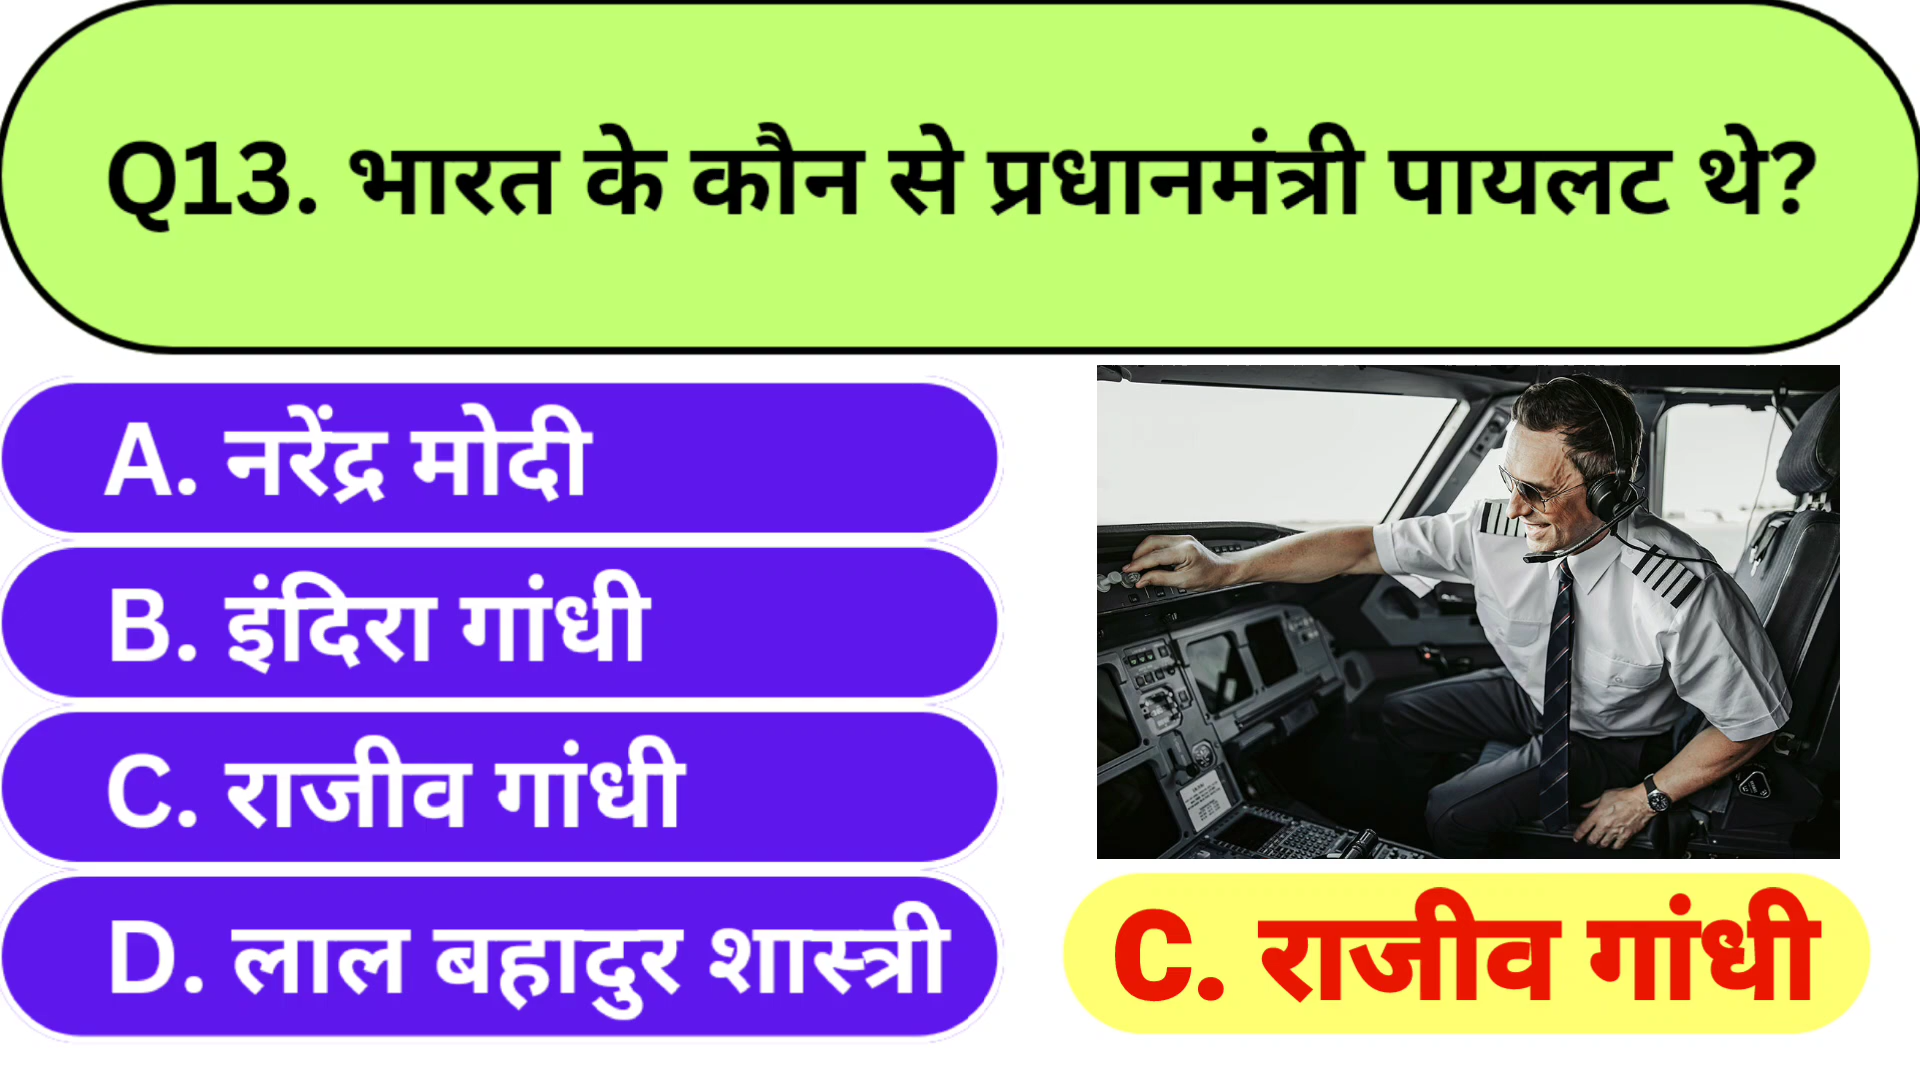 Q13. भारत के कौन से प्रधानमंत्री पायलट थे?
A. नरेंद्र मोदी
B. इंदिरा गांधी
C. राजीव गांधी
D. लाल बहादुर शास्त्री
C. राजीव गांधी